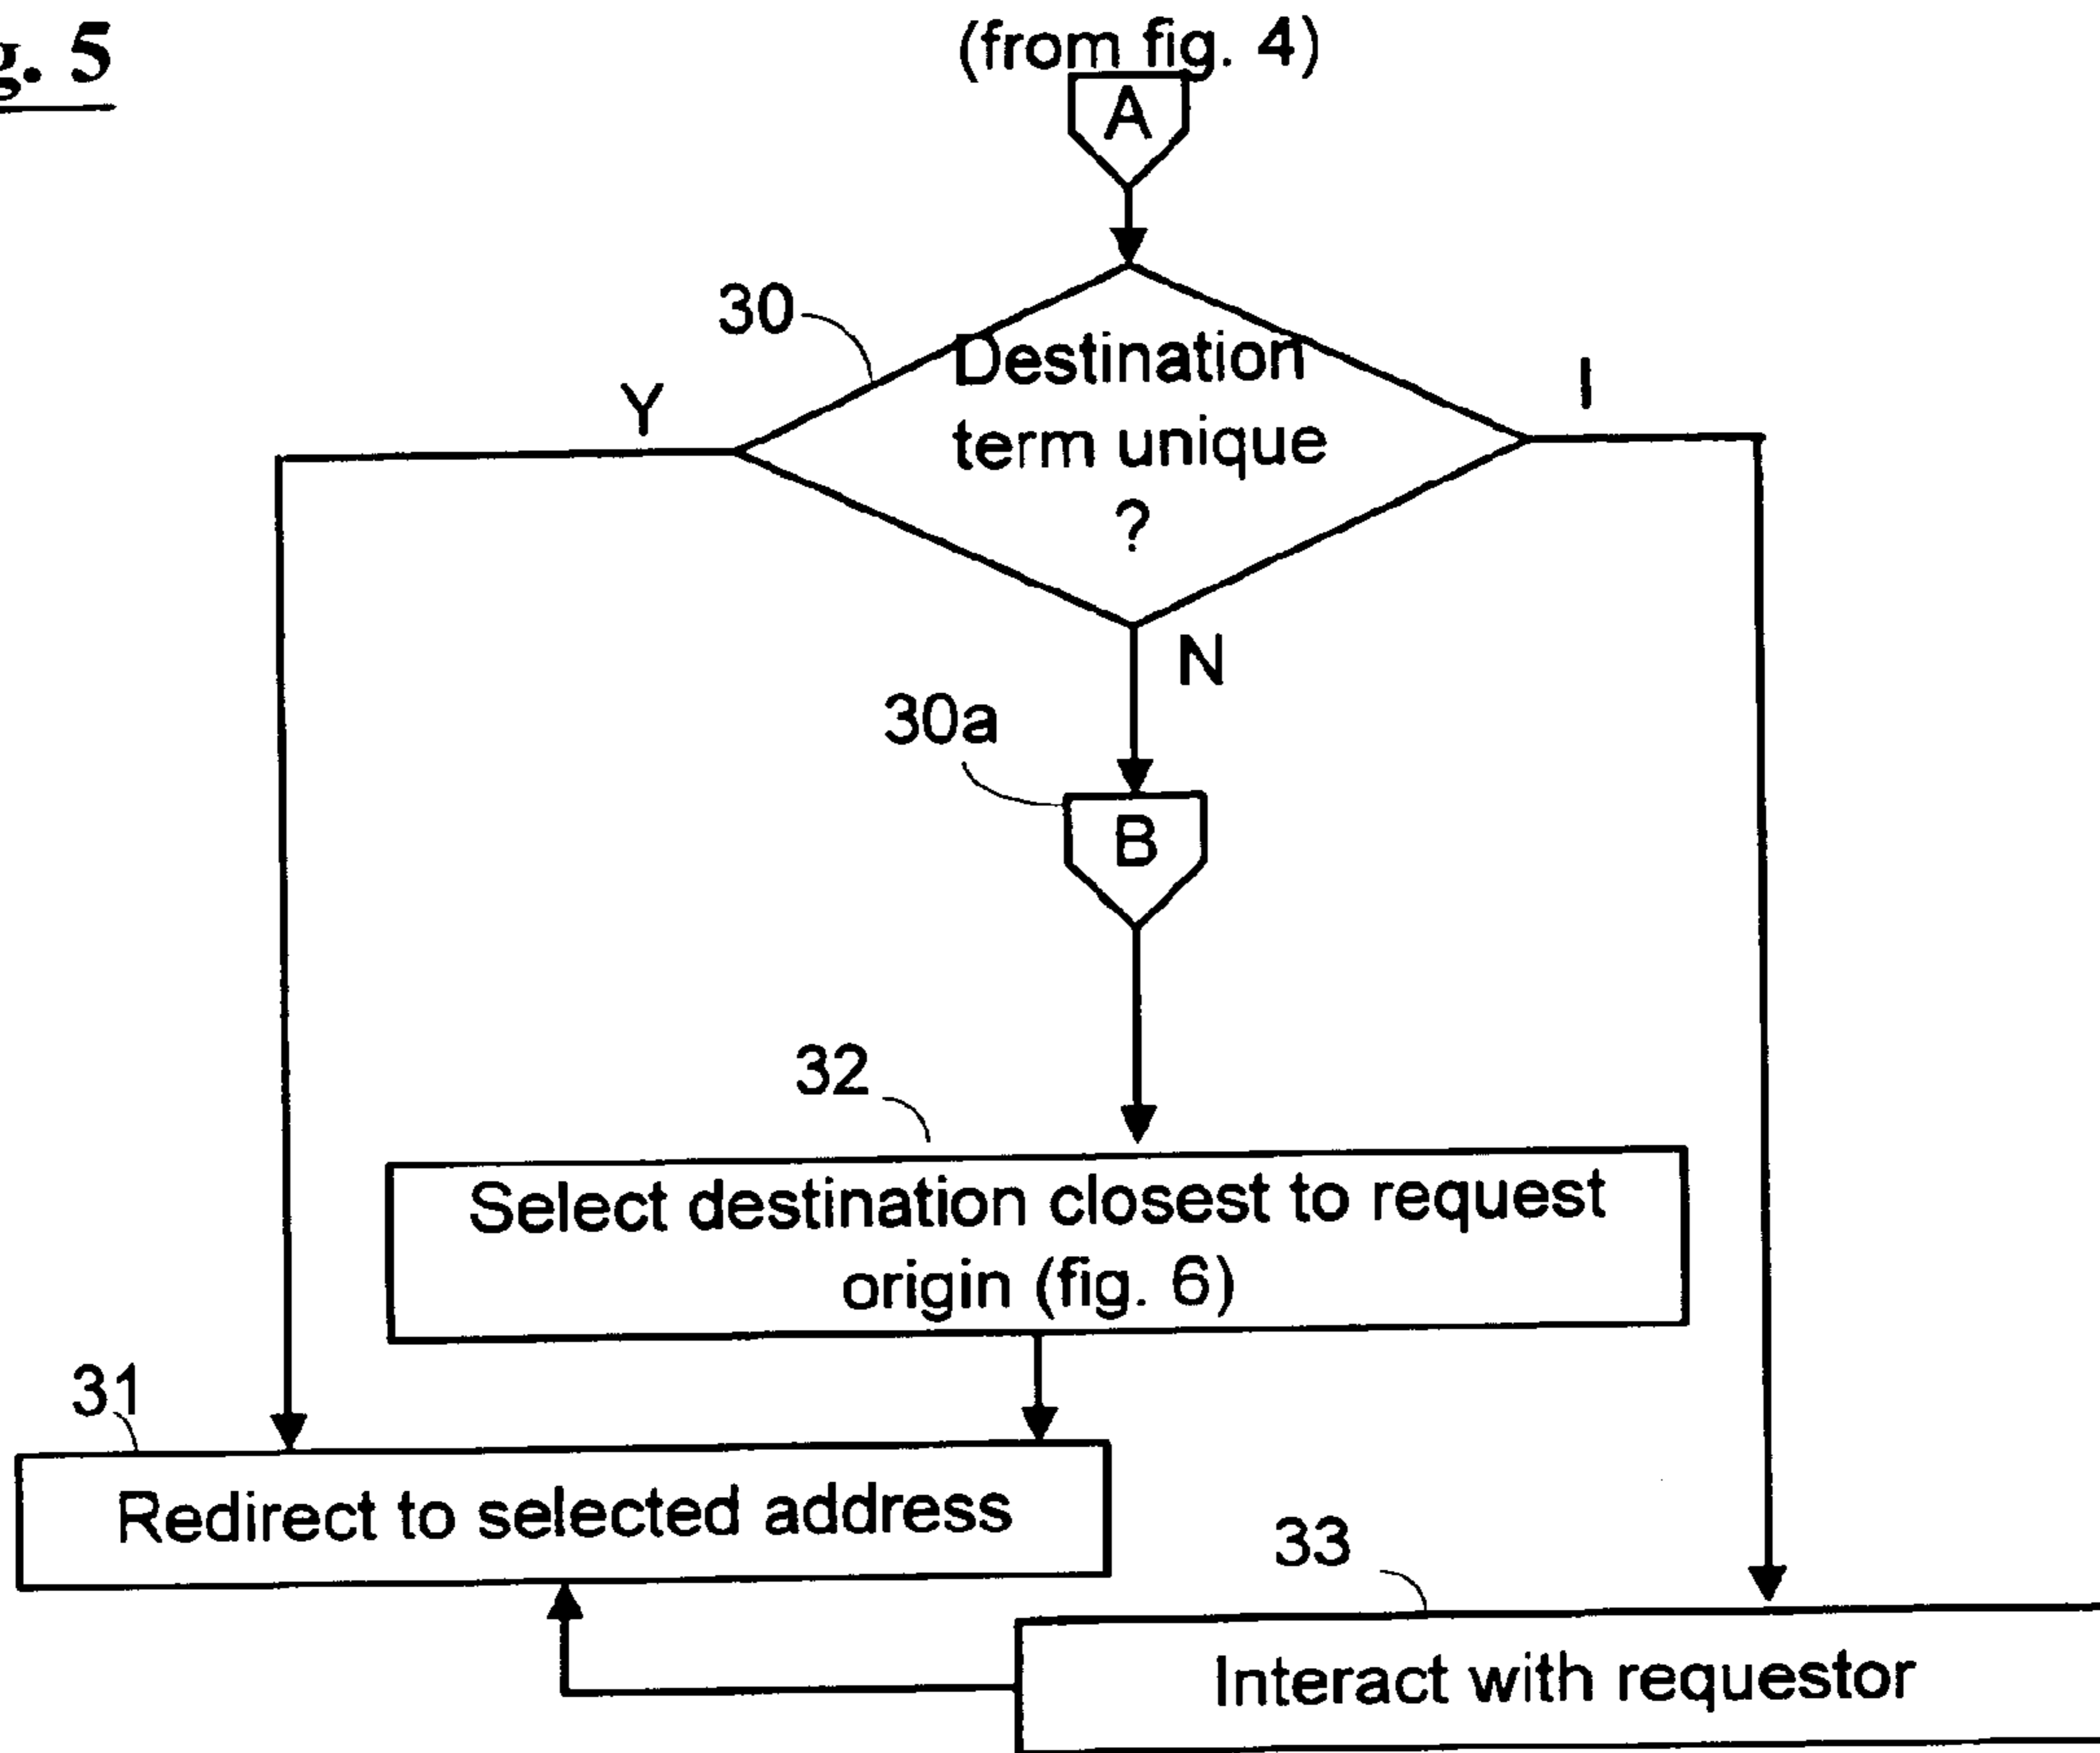 g. 5
(from fig. 4)
A
30
Destination
term unique
?
Y
I
N
30a
B
32
Select destination closest to request
origin (fig. 6)
31
Redirect to selected address
33
Interact with requestor